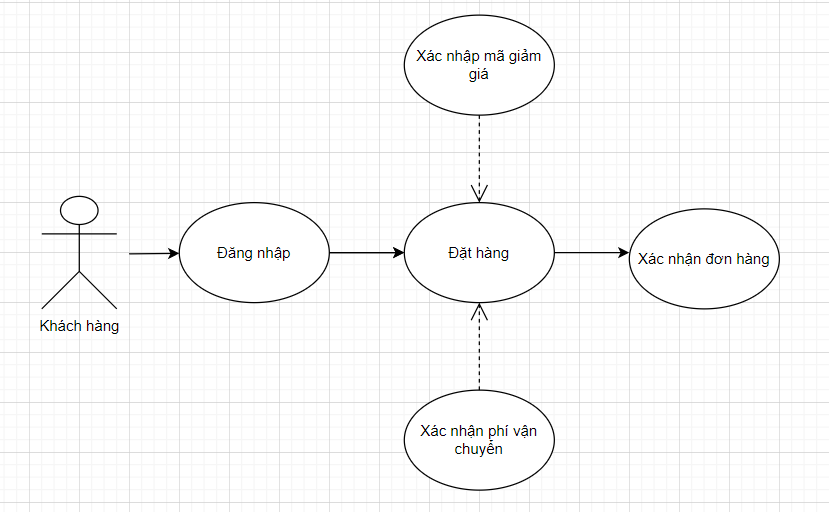 Xác nhập mã giảm
giá
Đăng nhập
Đặt hàng
Xác nhận đơn hàng
Khách hàng
Xác nhận phí vận
chuyển